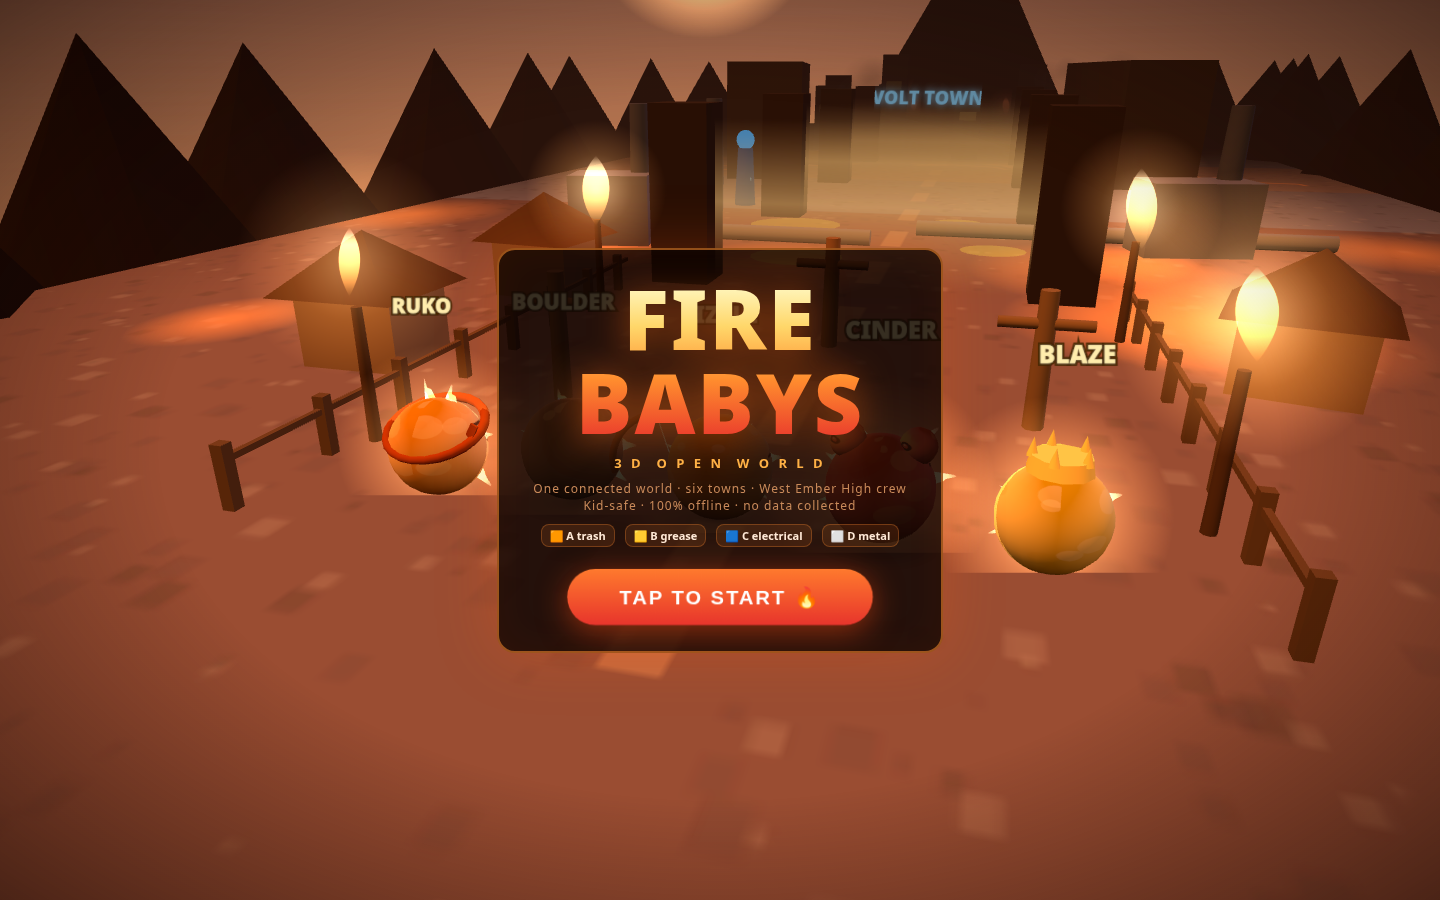 VOLT TOWN
RUKO
BOULDER
CINDER
BLAZE
FIRE
BABYS
3D OPEN WORLD
One connected world · six towns · West Ember High crew
Kid-safe · 100% offline · no data collected
🟧 A trash 🟨 B grease 🟦 C electrical ⬜ D metal
TAP TO START 🔥